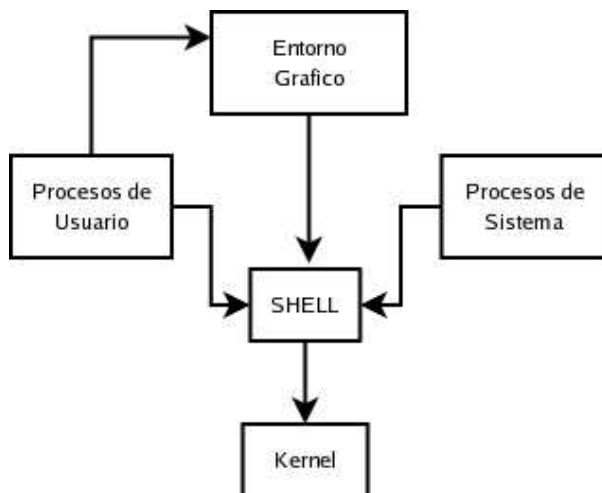 Entorno
Grafico
Procesos de
Usuario
Procesos de
Sistema
SHELL
Kernel